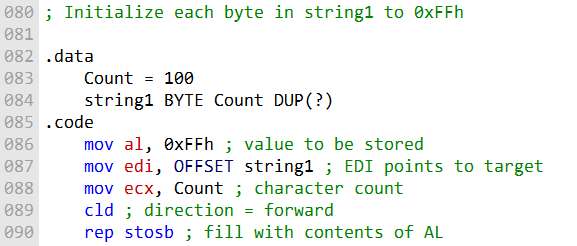 080 ; Initialize each byte in string1 to 0xFFh
081
082 .data
083     Count = 100
084     string1 BYTE Count DUP(?)
085 .code
086     mov al, 0xFFh ; value to be stored
087     mov edi, OFFSET string1 ; EDI points to target
088     mov ecx, Count ; character count
089     cld ; direction = forward
090     rep stosb ; fill with contents of AL